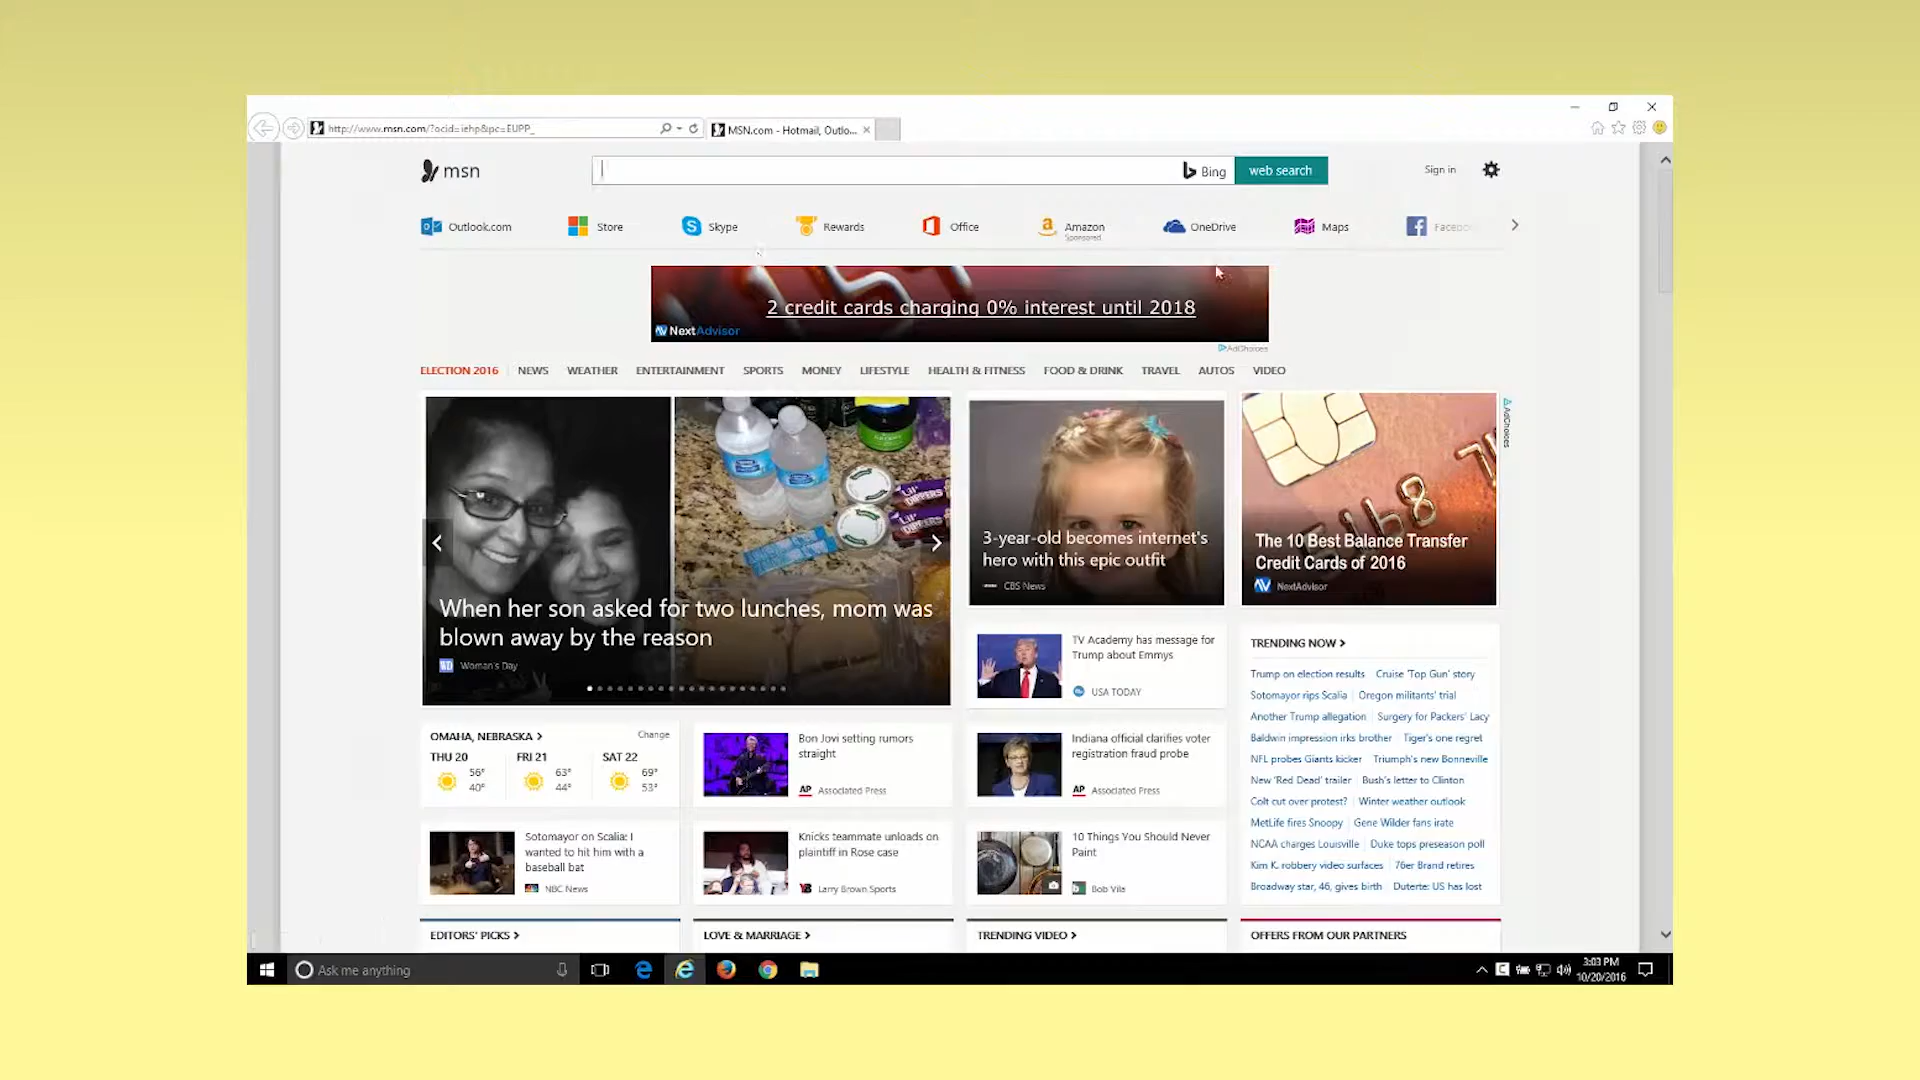 http://www.msn.com/?ocid=iehp&pc=EUPP_
MSN.com - Hotmail, Outlo...
msn
Bing
web search
Sign in
Outlook.com
Store
Skype
Rewards
Office
Amazon
Sponsored
OneDrive
Maps
Facebo
2 credit cards charging 0% interest until 2018
NextAdvisor
AdChoices
ELECTION 2016
NEWS
WEATHER
ENTERTAINMENT
SPORTS
MONEY
LIFESTYLE
HEALTH & FITNESS
FOOD & DRINK
TRAVEL
AUTOS
VIDEO
LIL' DIPPERS
LIL' DIPPERS
When her son asked for two lunches, mom was
blown away by the reason
WD Woman's Day
3-year-old becomes internet's
hero with this epic outfit
CBS News
5168
The 10 Best Balance Transfer
Credit Cards of 2016
NextAdvisor
AdChoices
TV Academy has message for
Trump about Emmys
USA TODAY
TRENDING NOW
Trump on election results
Cruise 'Top Gun' story
Sotomayor rips Scalia
Oregon militants' trial
Another Trump allegation
Surgery for Packers' Lacy
Baldwin impression irks brother
Tiger's one regret
NFL probes Giants kicker
Triumph's new Bonneville
New 'Red Dead' trailer
Bush's letter to Clinton
Colt cut over protest?
Winter weather outlook
MetLife fires Snoopy
Gene Wilder fans irate
NCAA charges Louisville
Duke tops preseason poll
Kim K. robbery video surfaces
76er Brand retires
Broadway star, 46, gives birth
Duterte: US has lost
OMAHA, NEBRASKA
Change
THU 20
56°
40°
FRI 21
63°
44°
SAT 22
69°
53°
Bon Jovi setting rumors
straight
AP Associated Press
Indiana official clarifies voter
registration fraud probe
AP Associated Press
Sotomayor on Scalia: I
wanted to hit him with a
baseball bat
NBC News
Knicks teammate unloads on
plaintiff in Rose case
Larry Brown Sports
10 Things You Should Never
Paint
Bob Vila
EDITORS' PICKS
LOVE & MARRIAGE
TRENDING VIDEO
OFFERS FROM OUR PARTNERS
Ask me anything
3:03 PM
10/20/2016